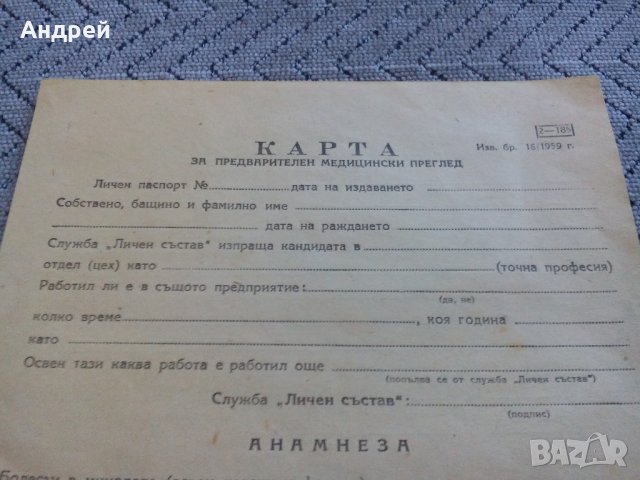 Андрей
2—185
КАРТА
Изв. бр. 16/1959 г.
ЗА ПРЕДВАРИТЕЛЕН МЕДИЦИНСКИ ПРЕГЛЕД
Личен паспорт № дата на издаването
Собствено, бащино и фамилно име
дата на раждането
Служба „Личен състав" изпраща кандидата в
отдел (цех) като (точна професия)
Работил ли е в същото предприятие:
(да, не)
колко време , коя година
като
Освен тази каква работа е работил още
(попълва се от служба „Личен състав")
Служба „Личен състав":
(подпис)
АНАМНЕЗА
BAZAR